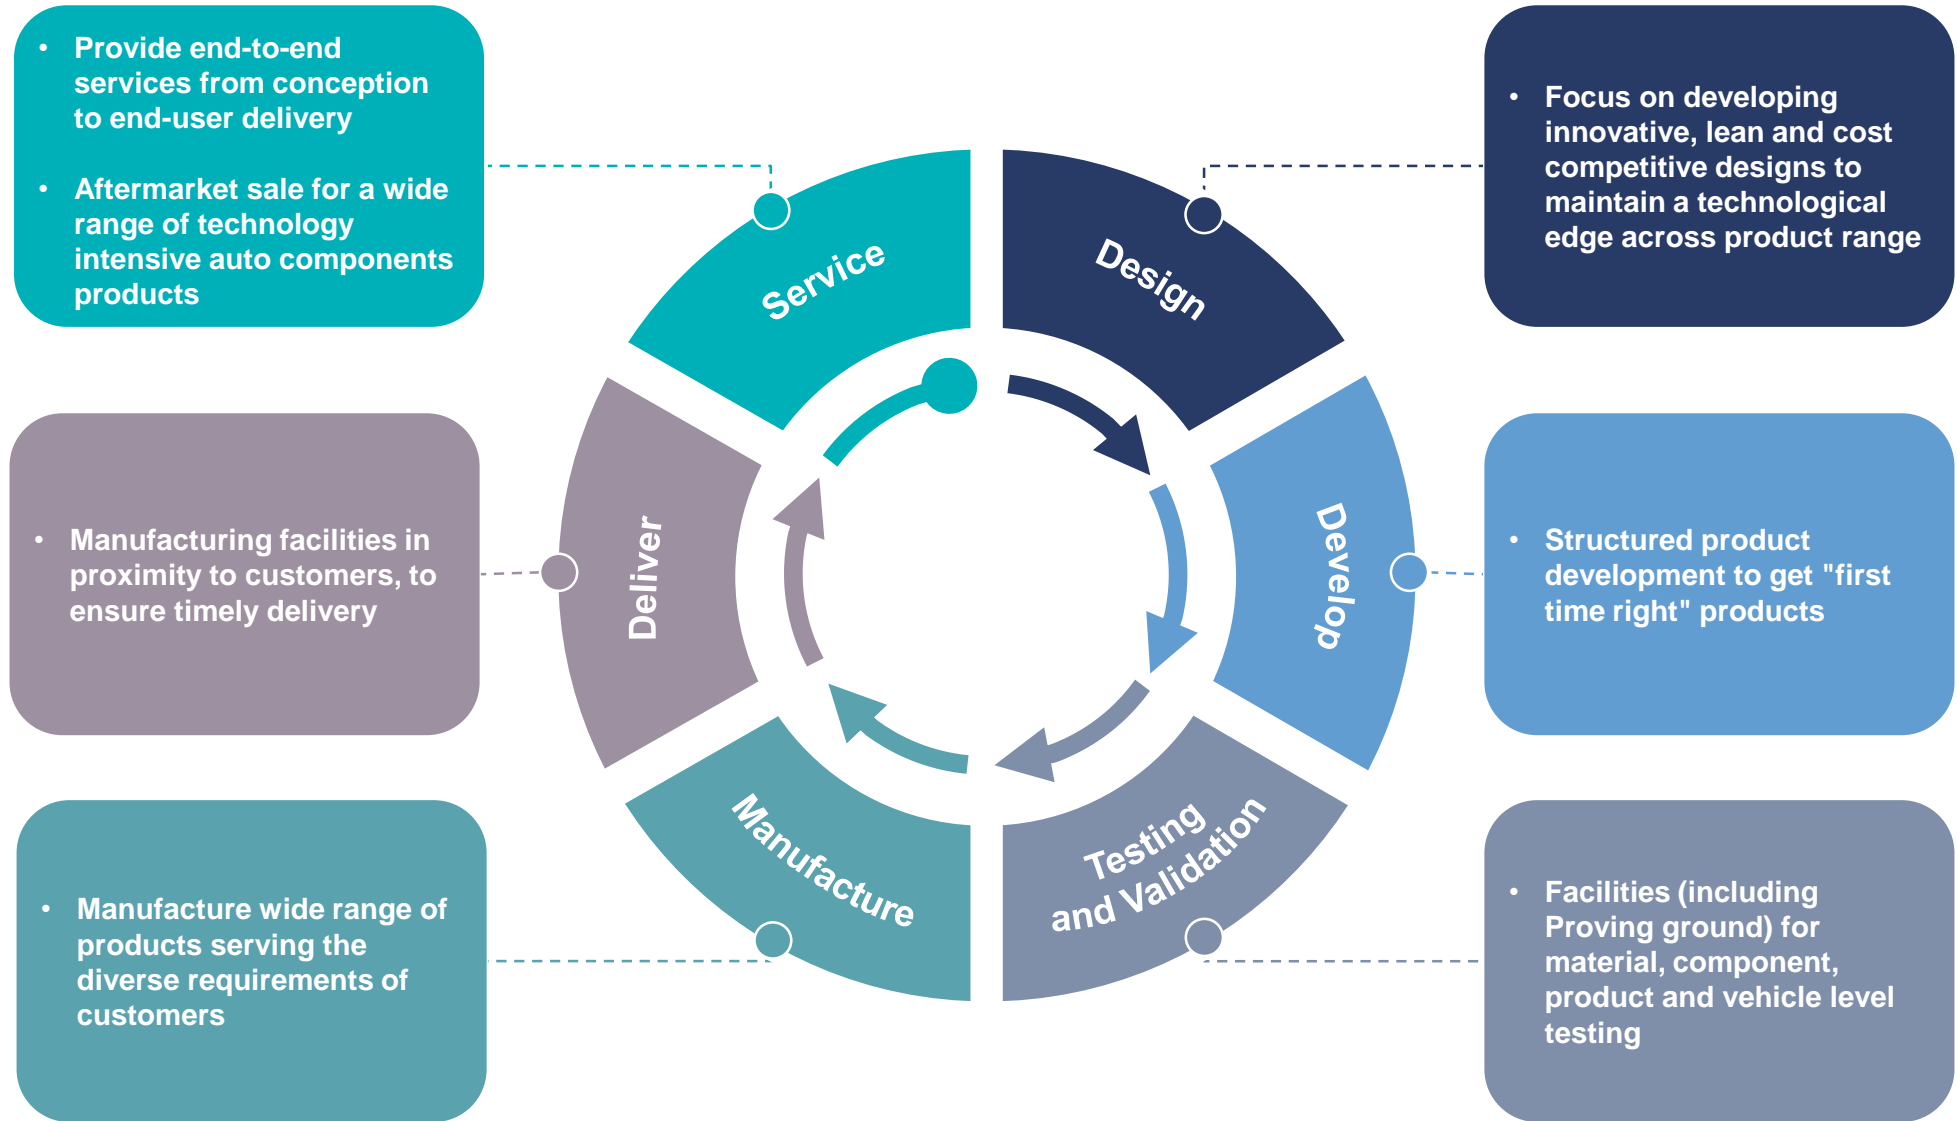 • Provide end-to-end
services from conception
to end-user delivery
• Aftermarket sale for a wide
range of technology
intensive auto components
products
• Focus on developing
innovative, lean and cost
competitive designs to
maintain a technological
edge across product range
Service
Design
• Manufacturing facilities in
proximity to customers, to
ensure timely delivery
Deliver
Develop
• Structured product
development to get "first
time right" products
Manufacture
Testing
and Validation
• Manufacture wide range of
products serving the
diverse requirements of
customers
• Facilities (including
Proving ground) for
material, component,
product and vehicle level
testing